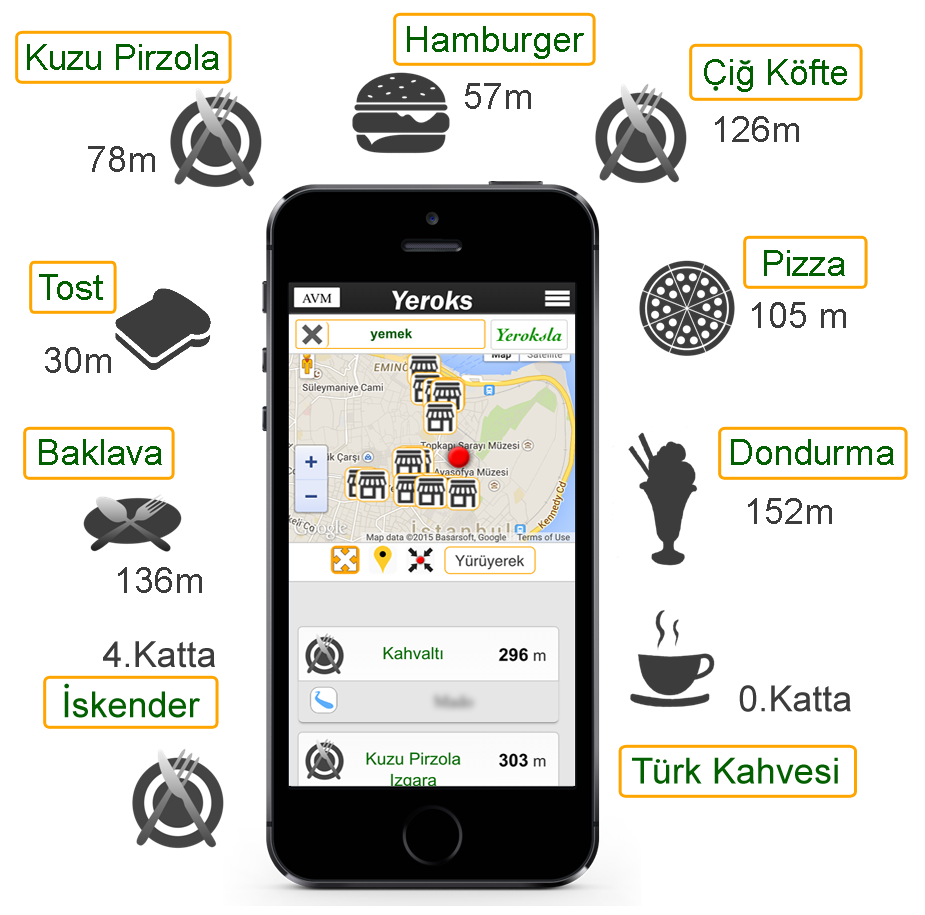 Kuzu Pirzola
78m
Hamburger
57m
Çiğ Köfte
126m
Tost
30m
Pizza
105 m
Baklava
136m
Dondurma
152m
4.Katta
İskender
0.Katta
Türk Kahvesi
AVM
Yeroks
yemek
Yeroksla
Map
Satellite
EMİNÖ
Süleymaniye Cami
Topkapı Sarayı Müzesi
Çarşı
Ayasofya Müzesi
+
−
Kennedy Cd
İstanbul
Google
Map data ©2015 Basarsoft, Google
Terms of Use
Yürüyerek
Kahvaltı
296 m
Kuzu Pirzola
303 m
Izgara